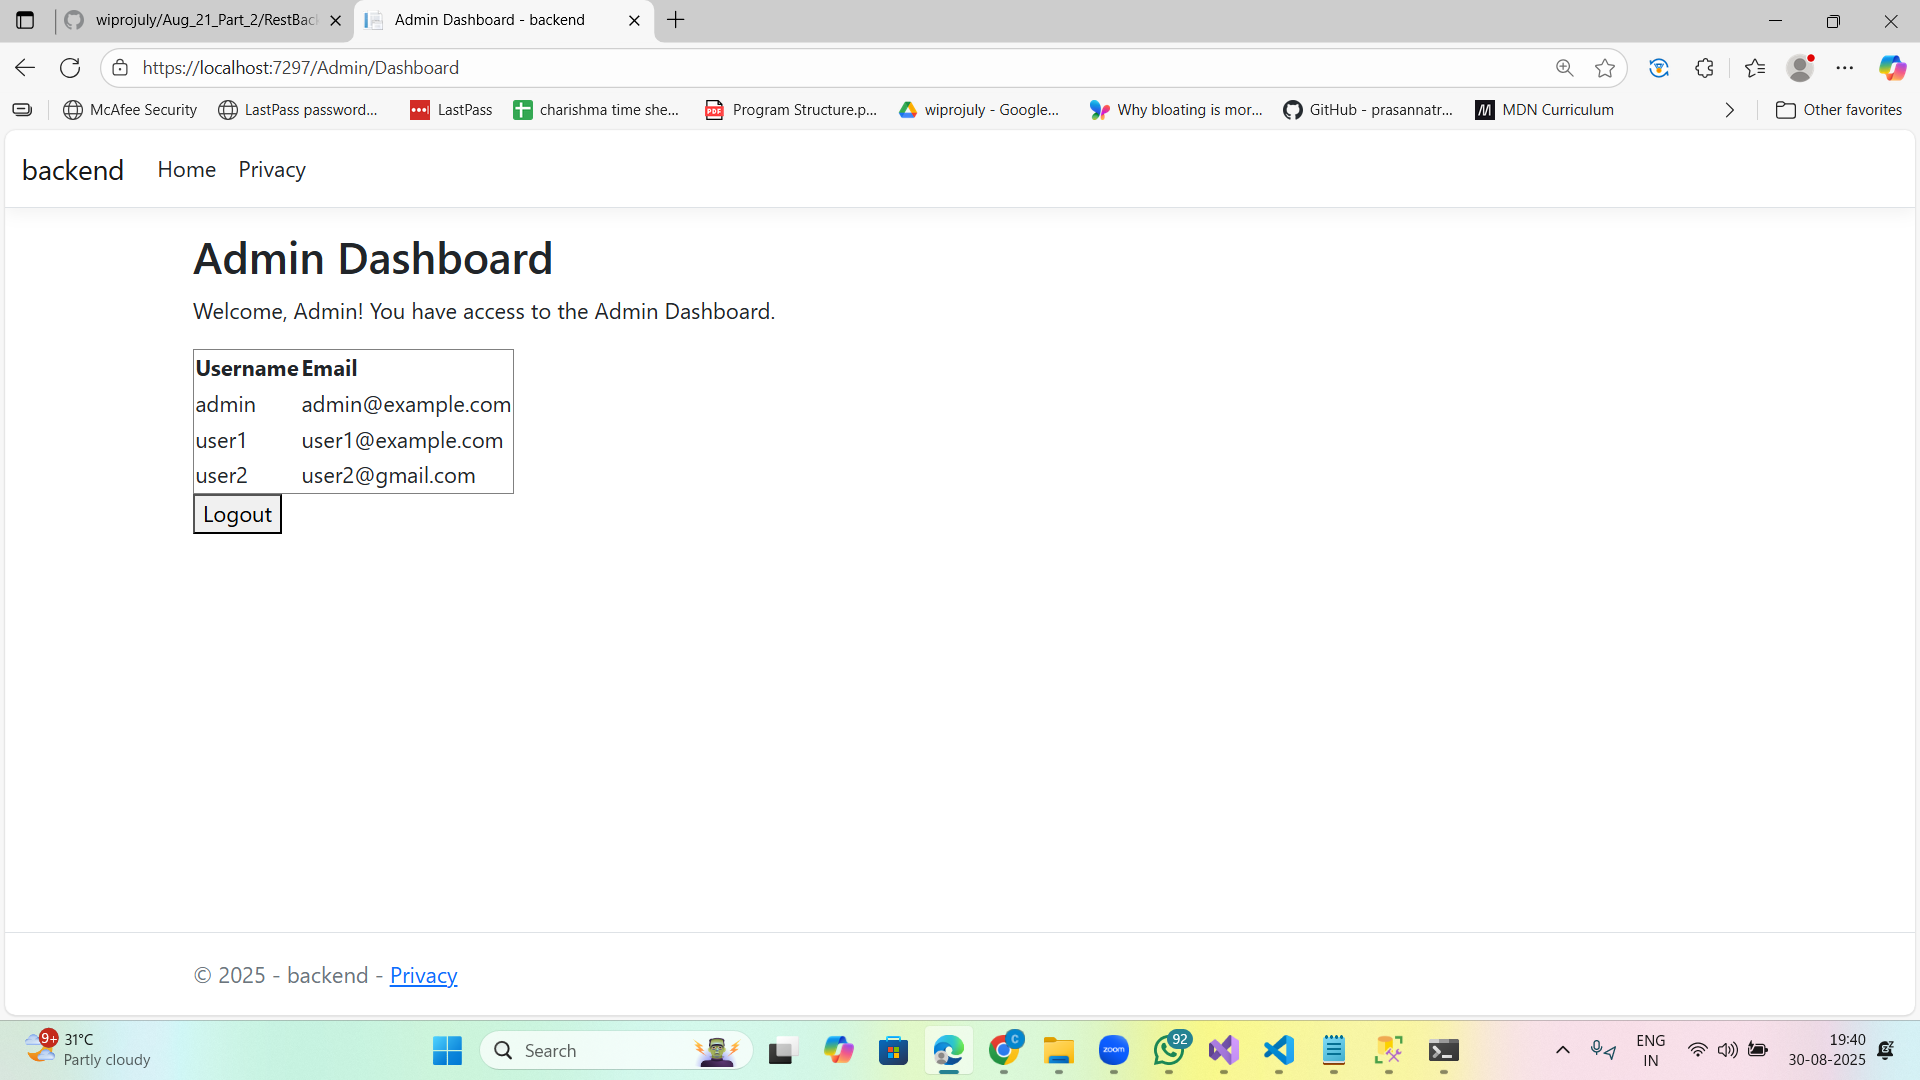 wiprojuly/Aug_21_Part_2/RestBac
Admin Dashboard - backend
https://localhost:7297/Admin/Dashboard
McAfee Security
LastPass password...
LastPass
charishma time she...
Program Structure.p...
wiprojuly - Google...
Why bloating is mor...
GitHub - prasannatr...
MDN Curriculum
Other favorites
backend
Home
Privacy
Admin Dashboard
Welcome, Admin! You have access to the Admin Dashboard.
Username Email
admin admin@example.com
user1 user1@example.com
user2 user2@gmail.com
Logout
© 2025 - backend - Privacy
9+
31°C
Partly cloudy
Search
C
zoom
92
ENG
IN
19:40
30-08-2025